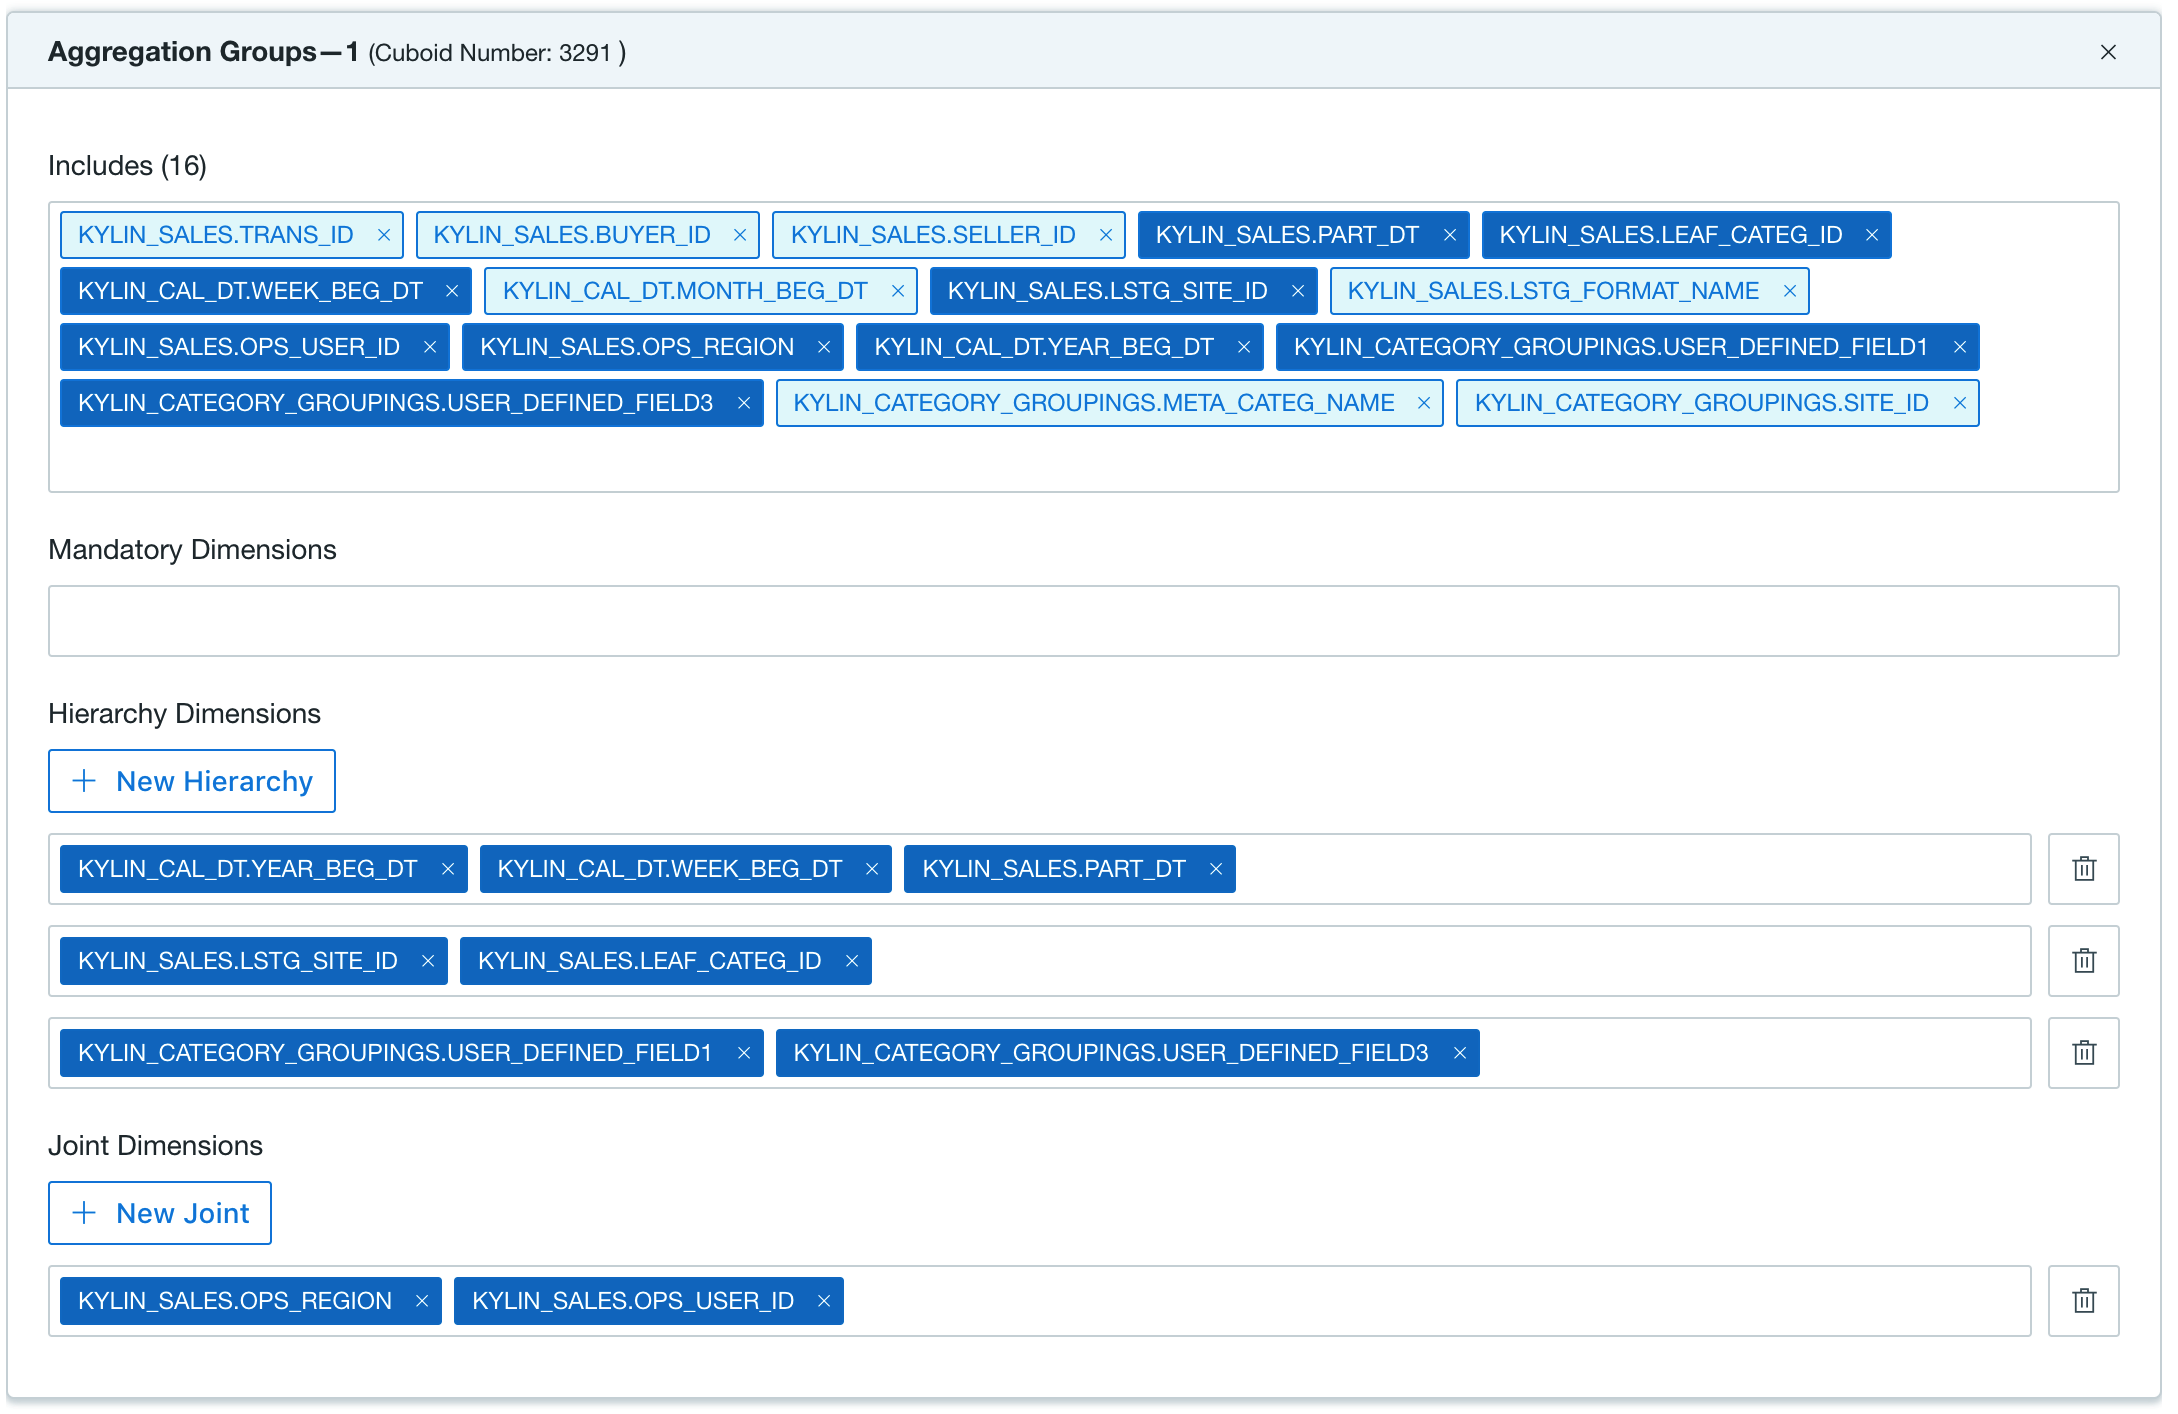 Aggregation Groups—1 (Cuboid Number: 3291 )
Includes (16)
KYLIN_SALES.TRANS_ID KYLIN_SALES.BUYER_ID KYLIN_SALES.SELLER_ID KYLIN_SALES.PART_DT KYLIN_SALES.LEAF_CATEG_ID
KYLIN_CAL_DT.WEEK_BEG_DT KYLIN_CAL_DT.MONTH_BEG_DT KYLIN_SALES.LSTG_SITE_ID KYLIN_SALES.LSTG_FORMAT_NAME
KYLIN_SALES.OPS_USER_ID KYLIN_SALES.OPS_REGION KYLIN_CAL_DT.YEAR_BEG_DT KYLIN_CATEGORY_GROUPINGS.USER_DEFINED_FIELD1
KYLIN_CATEGORY_GROUPINGS.USER_DEFINED_FIELD3 KYLIN_CATEGORY_GROUPINGS.META_CATEG_NAME KYLIN_CATEGORY_GROUPINGS.SITE_ID
Mandatory Dimensions
Hierarchy Dimensions
New Hierarchy
KYLIN_CAL_DT.YEAR_BEG_DT KYLIN_CAL_DT.WEEK_BEG_DT KYLIN_SALES.PART_DT
KYLIN_SALES.LSTG_SITE_ID KYLIN_SALES.LEAF_CATEG_ID
KYLIN_CATEGORY_GROUPINGS.USER_DEFINED_FIELD1 KYLIN_CATEGORY_GROUPINGS.USER_DEFINED_FIELD3
Joint Dimensions
New Joint
KYLIN_SALES.OPS_REGION KYLIN_SALES.OPS_USER_ID